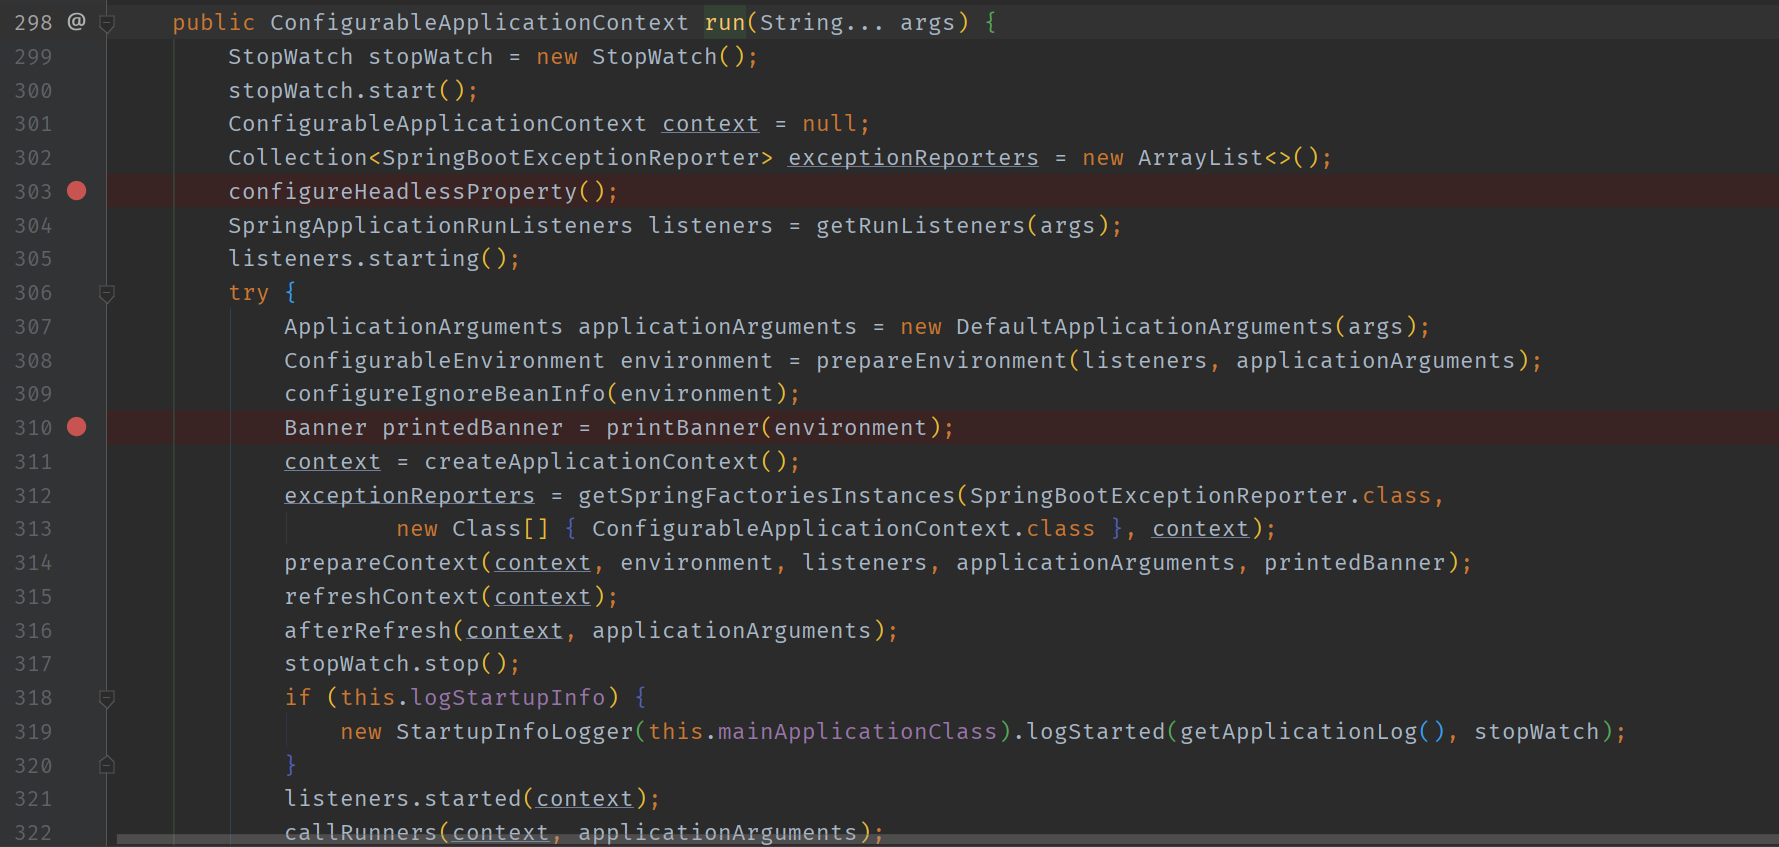 298 @ public ConfigurableApplicationContext run(String... args) {
299 StopWatch stopWatch = new StopWatch();
300 stopWatch.start();
301 ConfigurableApplicationContext context = null;
302 Collection<SpringBootExceptionReporter> exceptionReporters = new ArrayList<>();
303 configureHeadlessProperty();
304 SpringApplicationRunListeners listeners = getRunListeners(args);
305 listeners.starting();
306 try {
307 ApplicationArguments applicationArguments = new DefaultApplicationArguments(args);
308 ConfigurableEnvironment environment = prepareEnvironment(listeners, applicationArguments);
309 configureIgnoreBeanInfo(environment);
310 Banner printedBanner = printBanner(environment);
311 context = createApplicationContext();
312 exceptionReporters = getSpringFactoriesInstances(SpringBootExceptionReporter.class,
313 new Class[] { ConfigurableApplicationContext.class }, context);
314 prepareContext(context, environment, listeners, applicationArguments, printedBanner);
315 refreshContext(context);
316 afterRefresh(context, applicationArguments);
317 stopWatch.stop();
318 if (this.logStartupInfo) {
319 new StartupInfoLogger(this.mainApplicationClass).logStarted(getApplicationLog(), stopWatch);
320 }
321 listeners.started(context);
322 callRunners(context, applicationArguments);